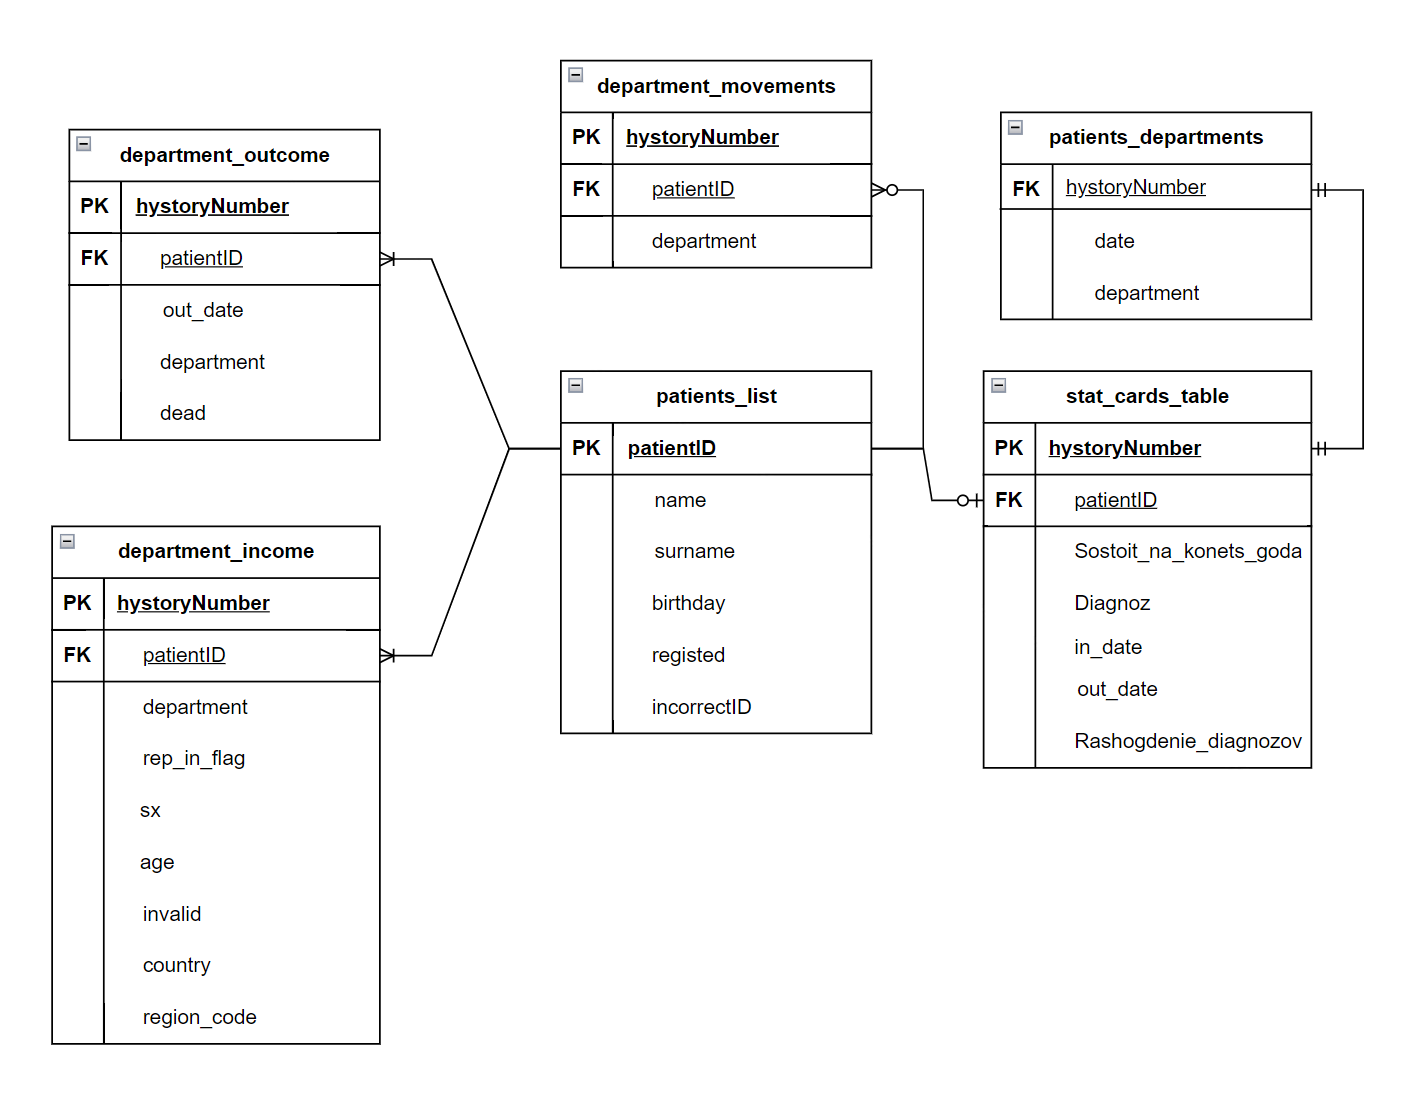 department_outcome
PK hystoryNumber
FK patientID
out_date
department
dead
department_income
PK hystoryNumber
FK patientID
department
rep_in_flag
sx
age
invalid
country
region_code
department_movements
PK hystoryNumber
FK patientID
department
patients_list
PK patientID
name
surname
birthday
registed
incorrectID
patients_departments
FK hystoryNumber
date
department
stat_cards_table
PK hystoryNumber
FK patientID
Sostoit_na_konets_goda
Diagnoz
in_date
out_date
Rashogdenie_diagnozov